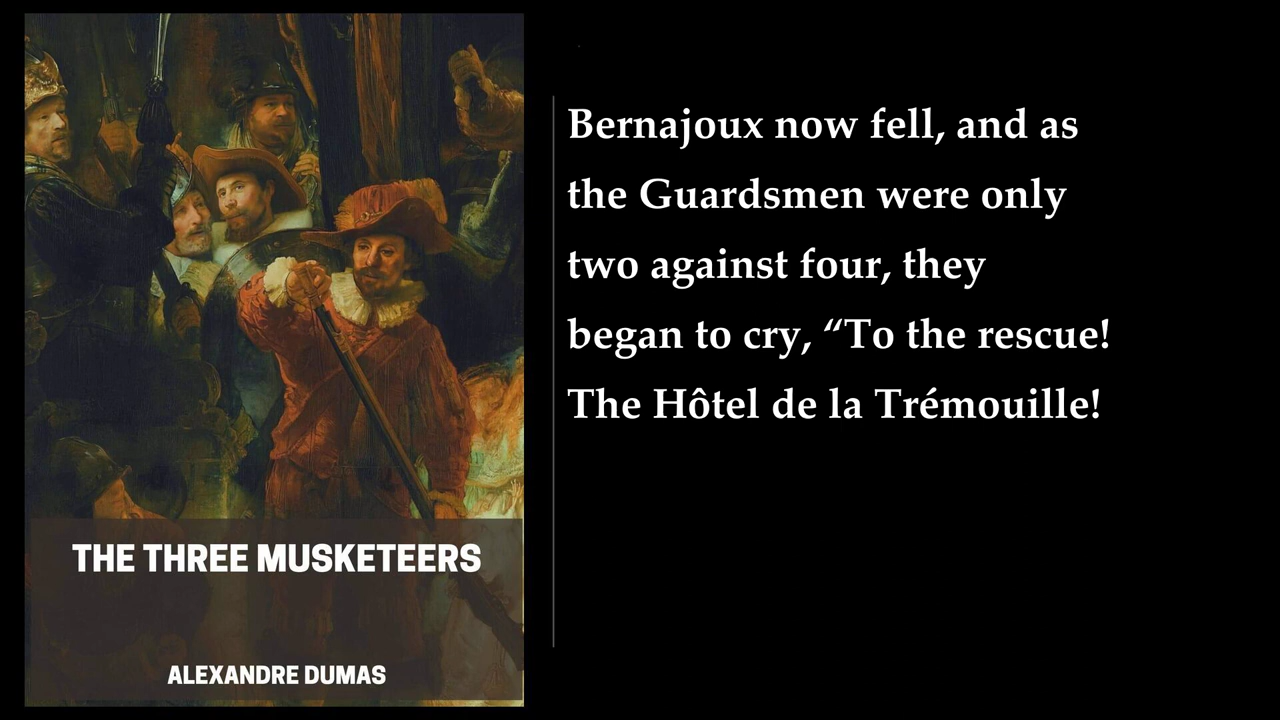 Bernajoux now fell, and as
the Guardsmen were only
two against four, they
began to cry, “To the rescue!
The Hôtel de la Trémouille!
THE THREE MUSKETEERS
ALEXANDRE DUMAS